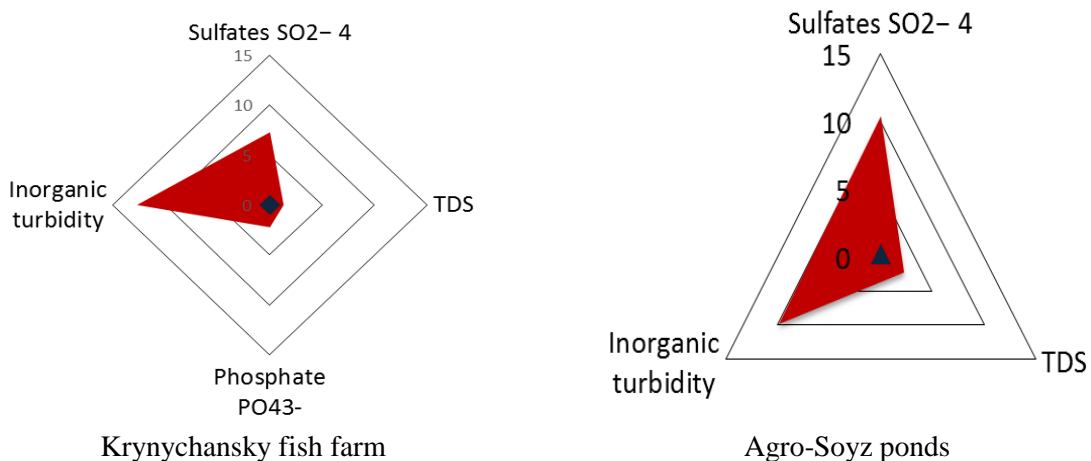 Sulfates SO2− 4
15
10
5
0
Inorganic
turbidity
TDS
Phosphate
PO43-
Krynychansky fish farm
Sulfates SO2− 4
15
10
5
0
Inorganic
turbidity
TDS
Agro-Soyz ponds